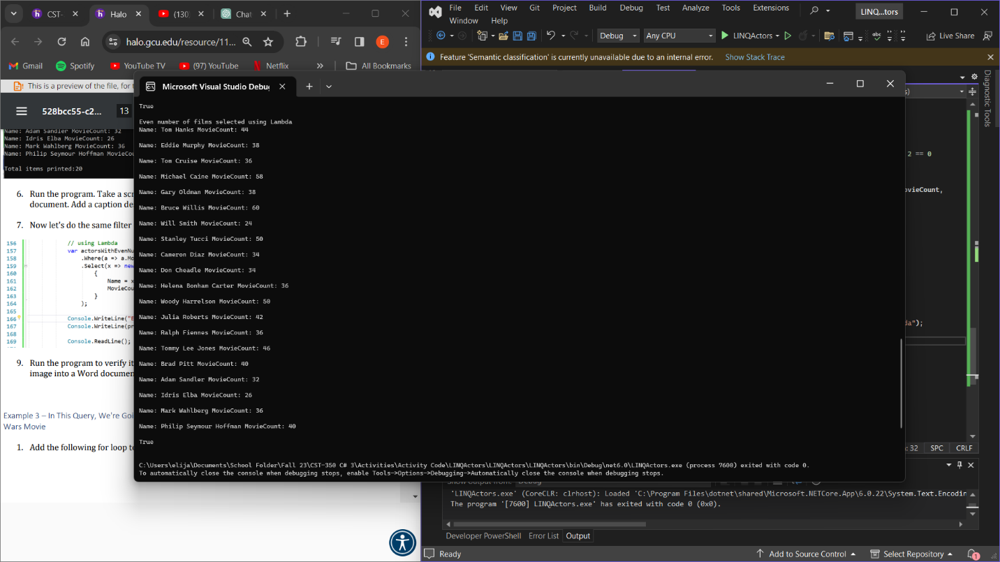 CST-
Halo
(130)
Chat
File Edit View Git Project Build Debug Test Analyze Tools Extensions
Window Help
LINQ...tors
halo.gcu.edu/resource/11...
E
Debug
Any CPU
LINQActors
Live Share
Gmail
Spotify
YouTube TV
(97) YouTube
Netflix
All Bookmarks
Feature 'Semantic classification' is currently unavailable due to an internal error. Show Stack Trace
This is a preview of the file, for
528bcc55-c2...
13
Name: Adam Sandler MovieCount: 32
Name: Idris Elba MovieCount: 26
Name: Mark Wahlberg MovieCount: 36
Name: Philip Seymour Hoffman MovieCou
Total items printed:20
6. Run the program. Take a scr
document. Add a caption de
7. Now let's do the same filter
156 // using Lambda
157 var actorsWithEvenNu
158 .Where(a => a.Mo
159 .Select(x => new
160 {
161 Name = x
162 MovieCou
163 }
164 );
165
166 Console.WriteLine("E
167 Console.WriteLine(pr
168
169 Console.ReadLine();
9. Run the program to verify it
image into a Word documen
Example 3 – In This Query, We're Goi
Wars Movie
1. Add the following for loop to
Microsoft Visual Studio Debu
True
Even number of films selected using Lambda
Name: Tom Hanks MovieCount: 44
Name: Eddie Murphy MovieCount: 38
Name: Tom Cruise MovieCount: 36
Name: Michael Caine MovieCount: 58
Name: Gary Oldman MovieCount: 38
Name: Bruce Willis MovieCount: 60
Name: Will Smith MovieCount: 24
Name: Stanley Tucci MovieCount: 50
Name: Cameron Diaz MovieCount: 34
Name: Don Cheadle MovieCount: 34
Name: Helena Bonham Carter MovieCount: 36
Name: Woody Harrelson MovieCount: 50
Name: Julia Roberts MovieCount: 42
Name: Ralph Fiennes MovieCount: 36
Name: Tommy Lee Jones MovieCount: 46
Name: Brad Pitt MovieCount: 40
Name: Adam Sandler MovieCount: 32
Name: Idris Elba MovieCount: 26
Name: Mark Wahlberg MovieCount: 36
Name: Philip Seymour Hoffman MovieCount: 40
True
C:\Users\elija\Documents\School Folder\Fall 23\CST-350 C# 3\Activities\Activity Code\LINQActors\LINQActors\LINQActors\bin\Debug\net6.0\LINQActors.exe (process 7600) exited with code 0.
To automatically close the console when debugging stops, enable Tools->Options->Debugging->Automatically close the console when debugging stops.
s)
2 == 0
ovieCount,
da");
Diagnostic Tools
: 32 SPC CRLF
'LINQActors.exe' (CoreCLR: clrhost): Loaded 'C:\Program Files\dotnet\shared\Microsoft.NETCore.App\6.0.22\System.Text.Encodin
The program '[7600] LINQActors.exe' has exited with code 0 (0x0).
Developer PowerShell Error List Output
Ready
Add to Source Control
Select Repository
1